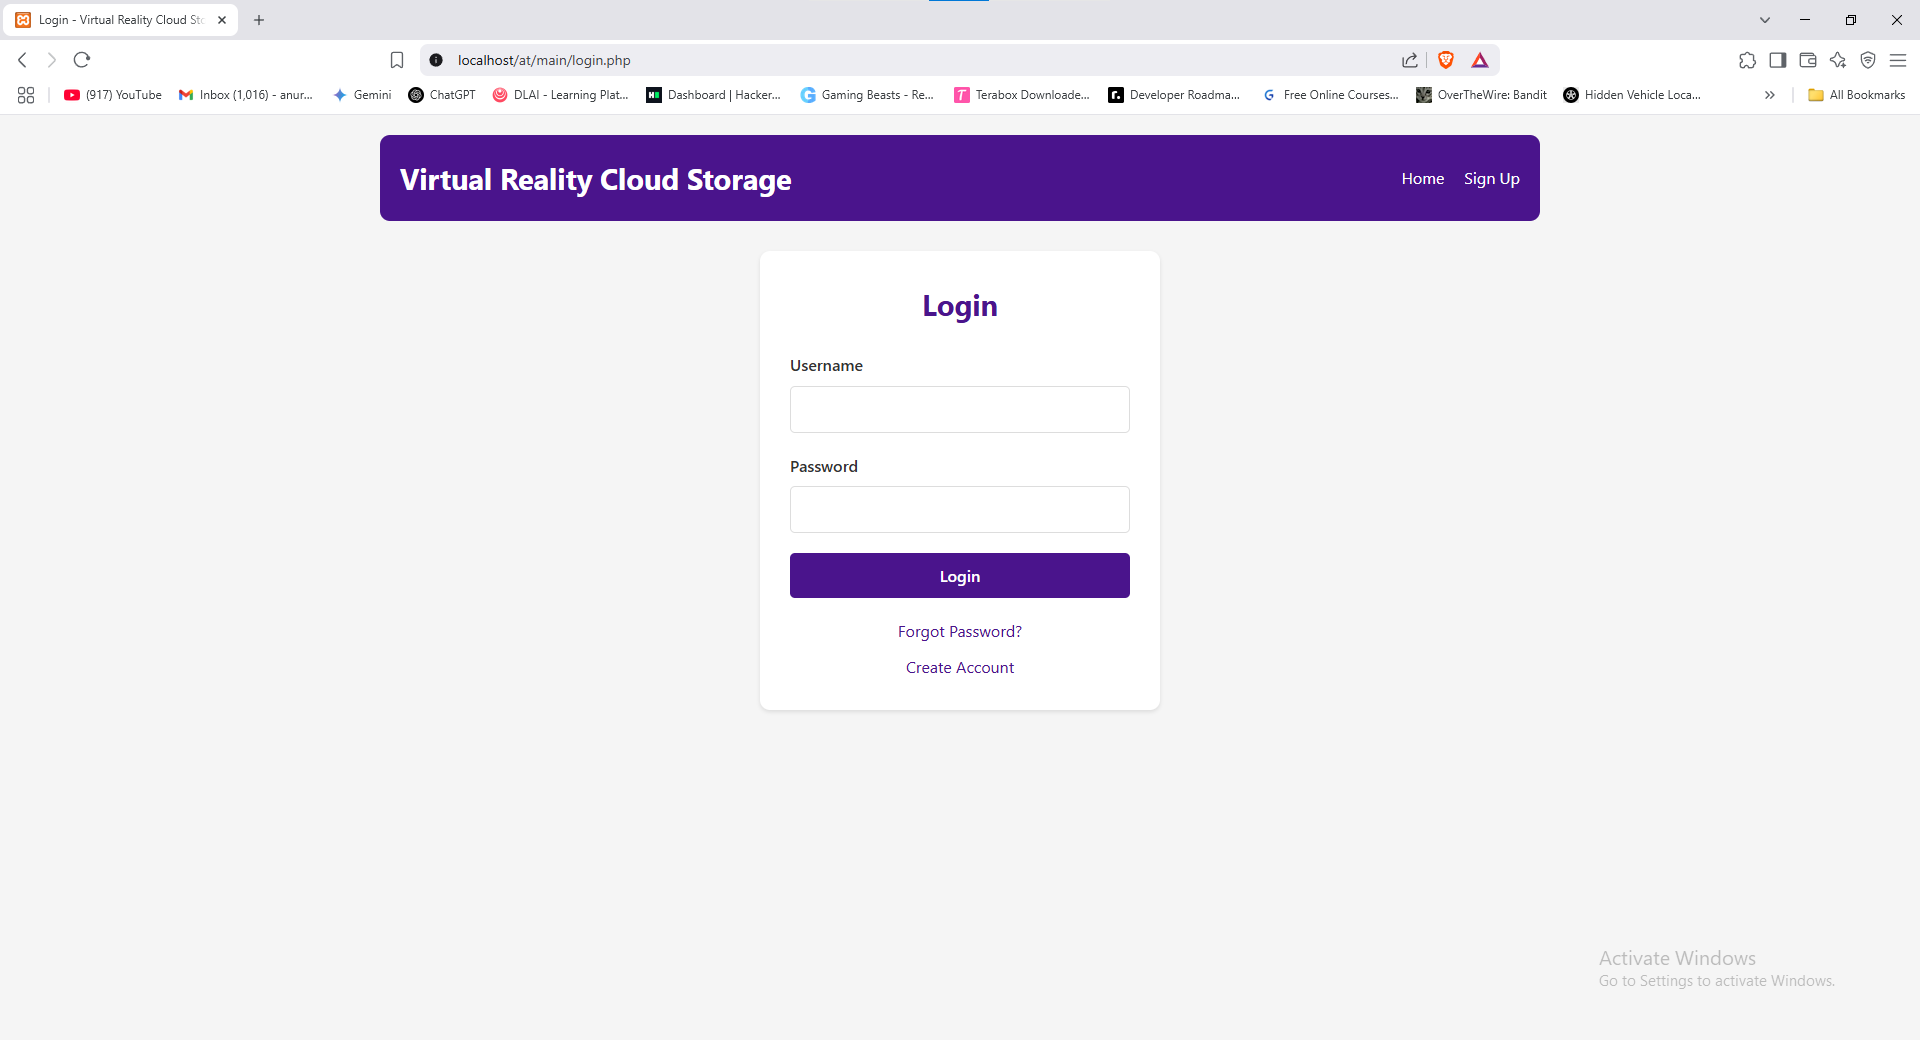 Login - Virtual Reality Cloud Sto
localhost/at/main/login.php
(917) YouTube
Inbox (1,016) - anur...
Gemini
ChatGPT
DLAI - Learning Plat...
Dashboard | Hacker...
Gaming Beasts - Re...
Terabox Downloade...
Developer Roadma...
Free Online Courses...
OverTheWire: Bandit
Hidden Vehicle Loca...
All Bookmarks
Virtual Reality Cloud Storage
Home
Sign Up
Login
Username
Password
Login
Forgot Password?
Create Account
Activate Windows
Go to Settings to activate Windows.